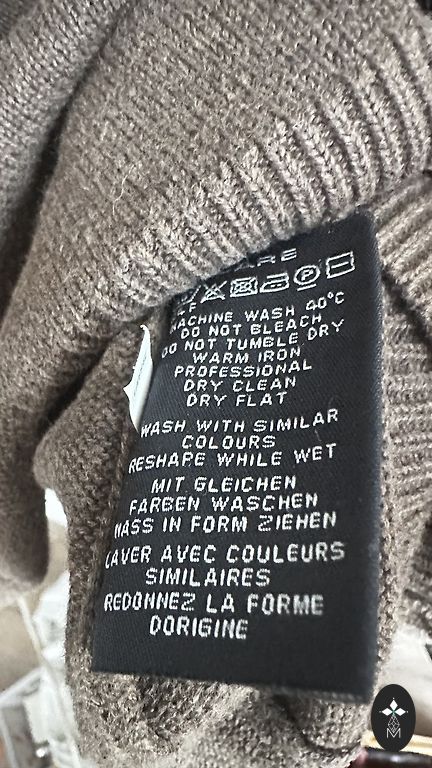 MACHINE WASH 40°C
DO NOT BLEACH
DO NOT TUMBLE DRY
WARM IRON
PROFESSIONAL
DRY CLEAN
DRY FLAT
WASH WITH SIMILAR
COLOURS
RESHAPE WHILE WET
MIT GLEICHEN
FARBEN WASCHEN
NASS IN FORM ZIEHEN
LAVER AVEC COULEURS
SIMILAIRES
REDONNEZ LA FORME
DORIGINE
M